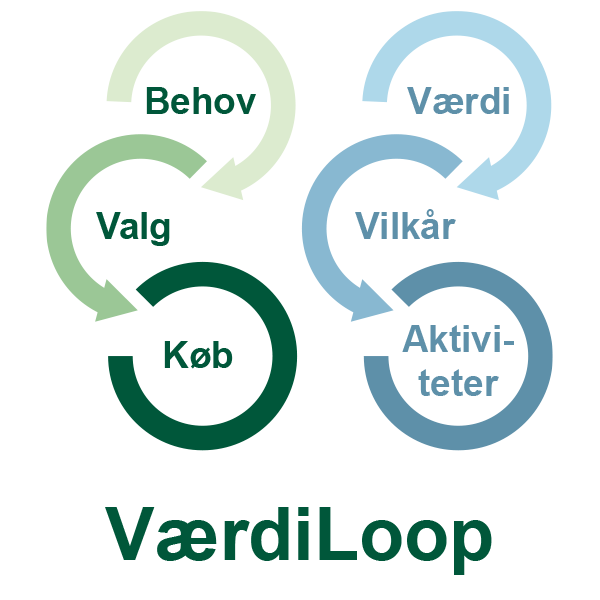 Behov
Valg
Køb
Værdi
Vilkår
Aktivi-
teter
VærdiLoop